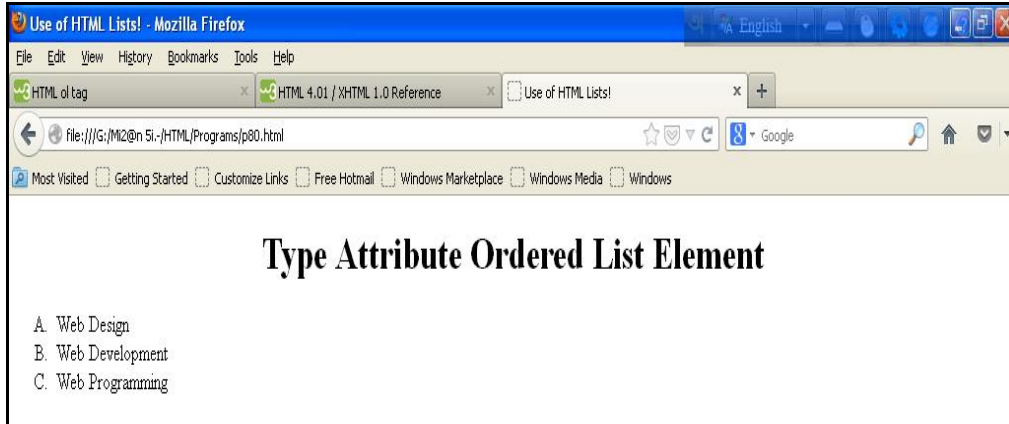 Use of HTML Lists! - Mozilla Firefox
English
File Edit View History Bookmarks Tools Help
HTML ol tag
HTML 4.01 / XHTML 1.0 Reference
Use of HTML Lists!
file:///G:/Mi2@n 5i.-/HTML/Programs/p80.html
Google
Most Visited Getting Started Customize Links Free Hotmail Windows Marketplace Windows Media Windows
Type Attribute Ordered List Element
A. Web Design
B. Web Development
C. Web Programming